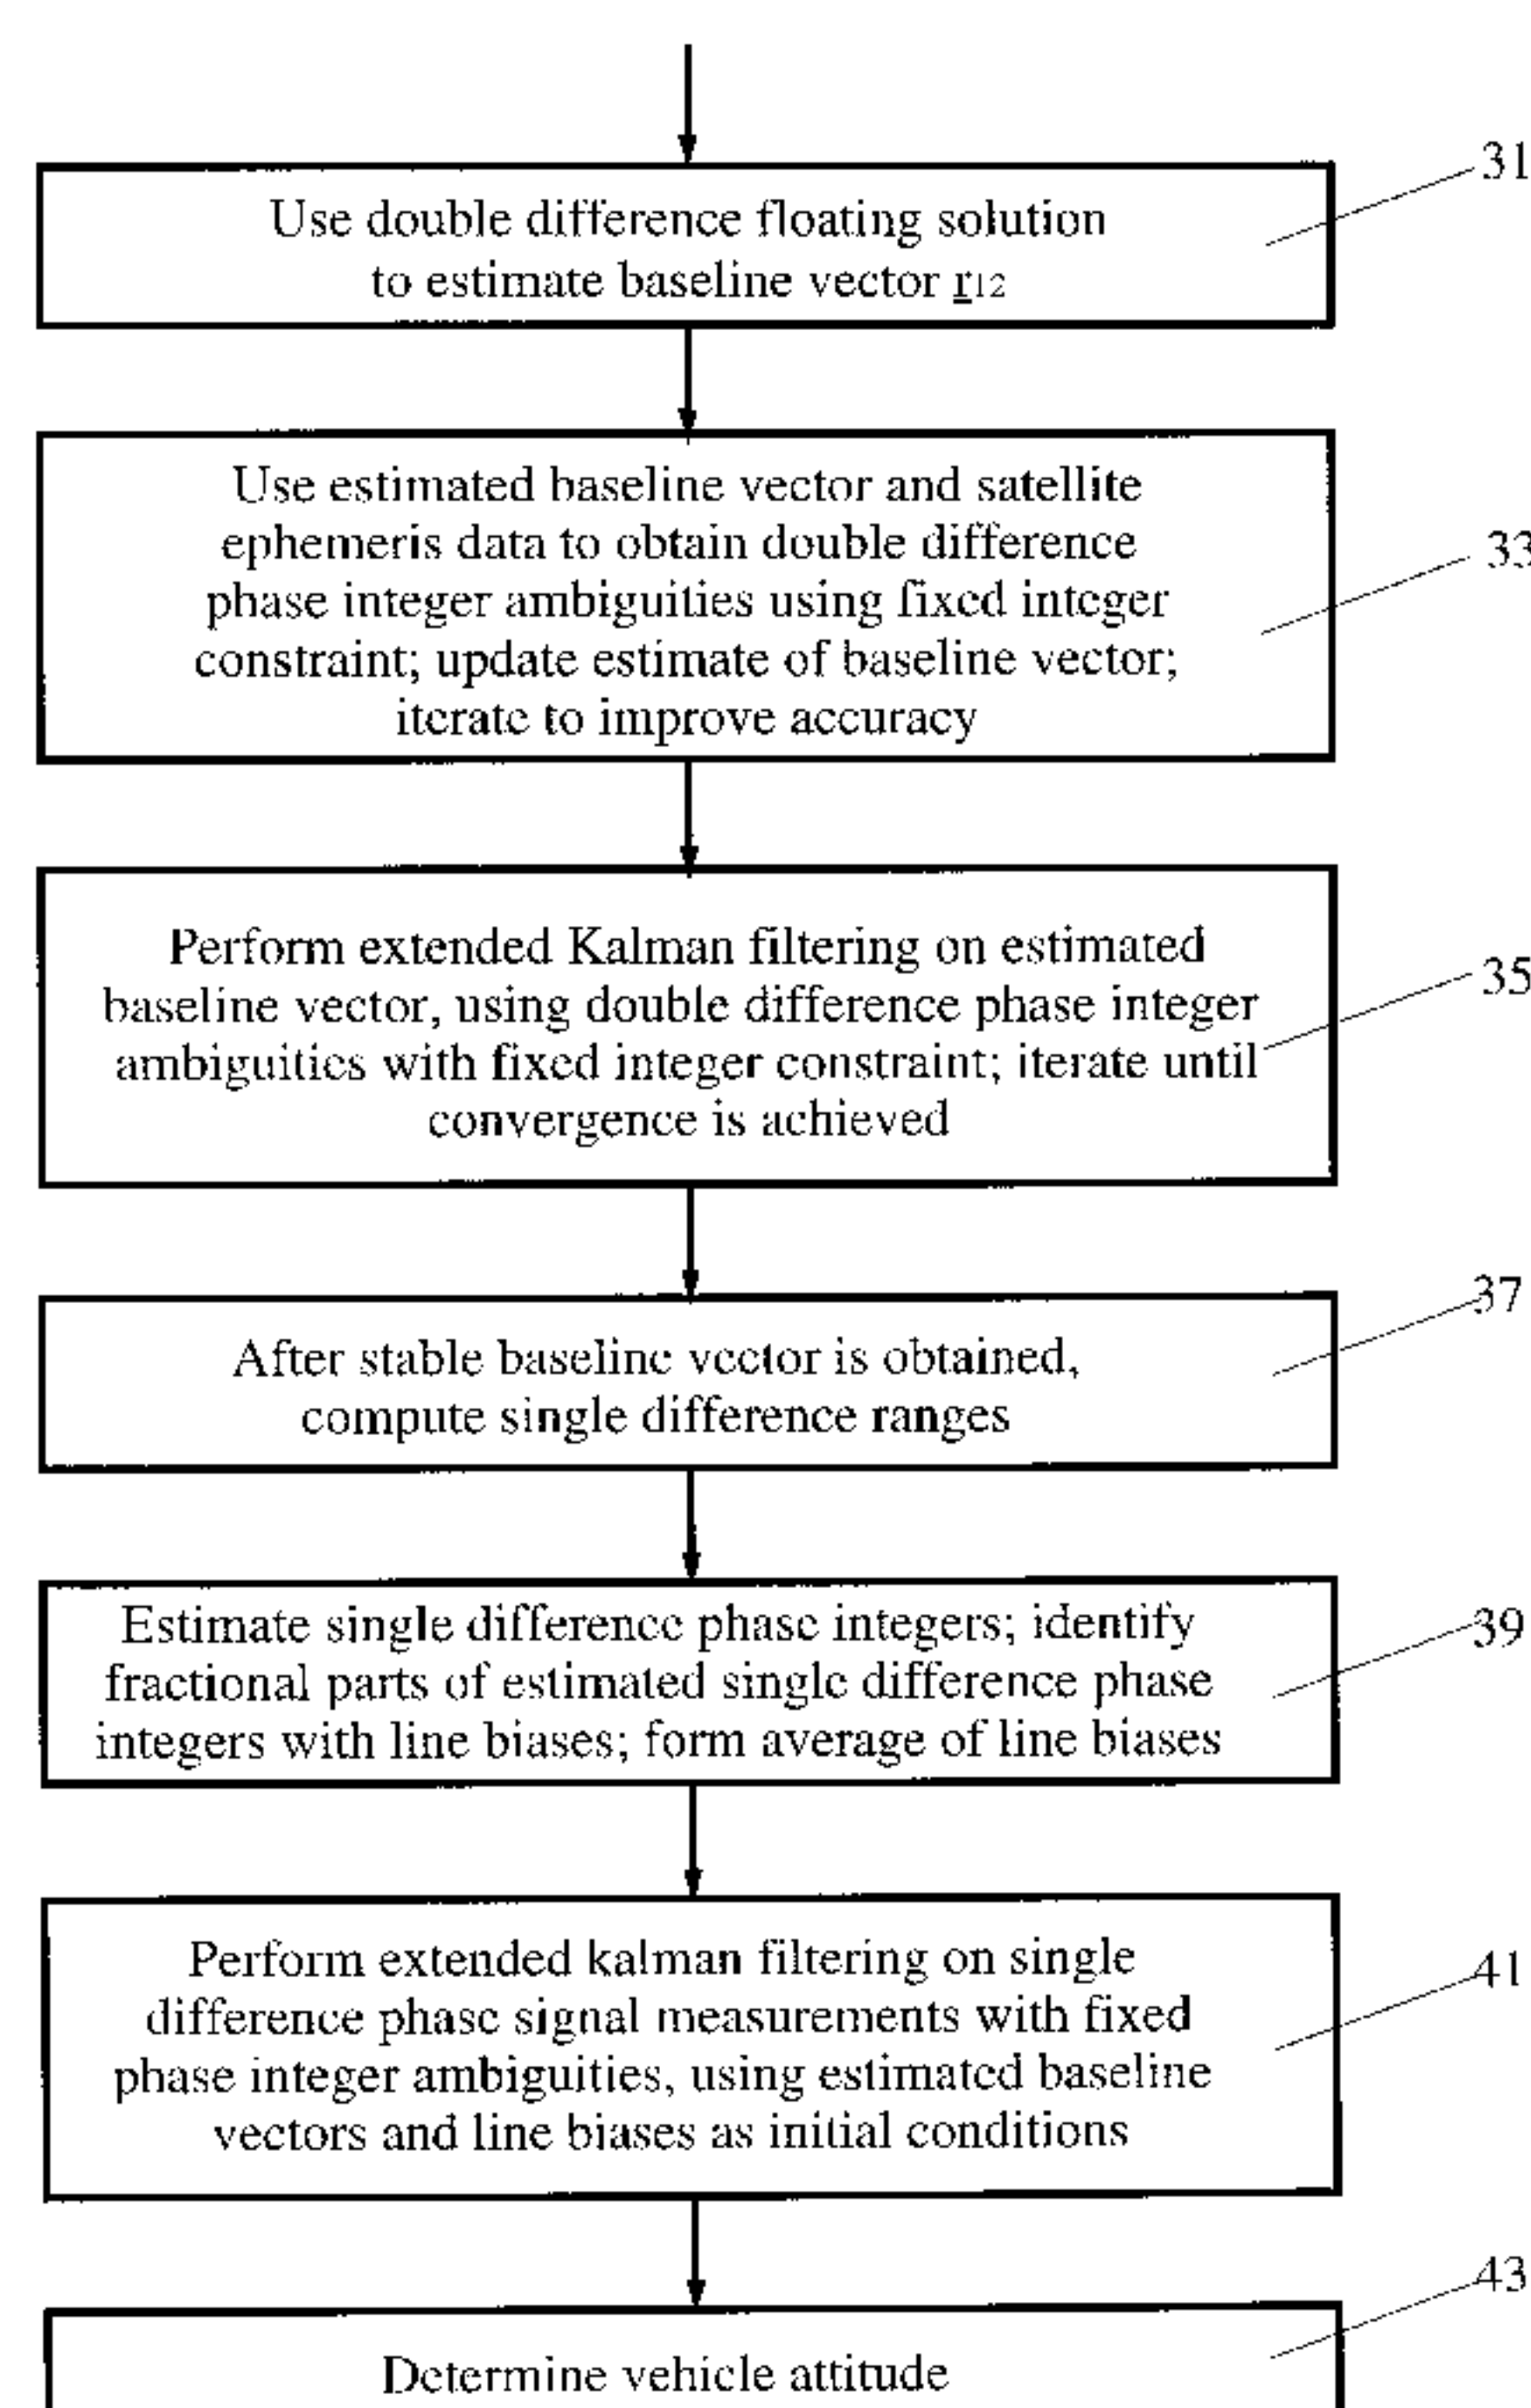 31
Use double difference floating solution
to estimate baseline vector r12
Use estimated baseline vector and satellite
ephemeris data to obtain double difference
phase integer ambiguities using fixed integer
constraint; update estimate of baseline vector;
iterate to improve accuracy
33
Perform extended Kalman filtering on estimated
baseline vector, using double difference phase integer
ambiguities with fixed integer constraint; iterate until
convergence is achieved
35
37
After stable baseline vector is obtained,
compute single difference ranges
Estimate single difference phase integers; identify
fractional parts of estimated single difference phase
integers with line biases; form average of line biases
39
Perform extended kalman filtering on single
difference phase signal measurements with fixed
phase integer ambiguities, using estimated baseline
vectors and line biases as initial conditions
41
43
Determine vehicle attitude